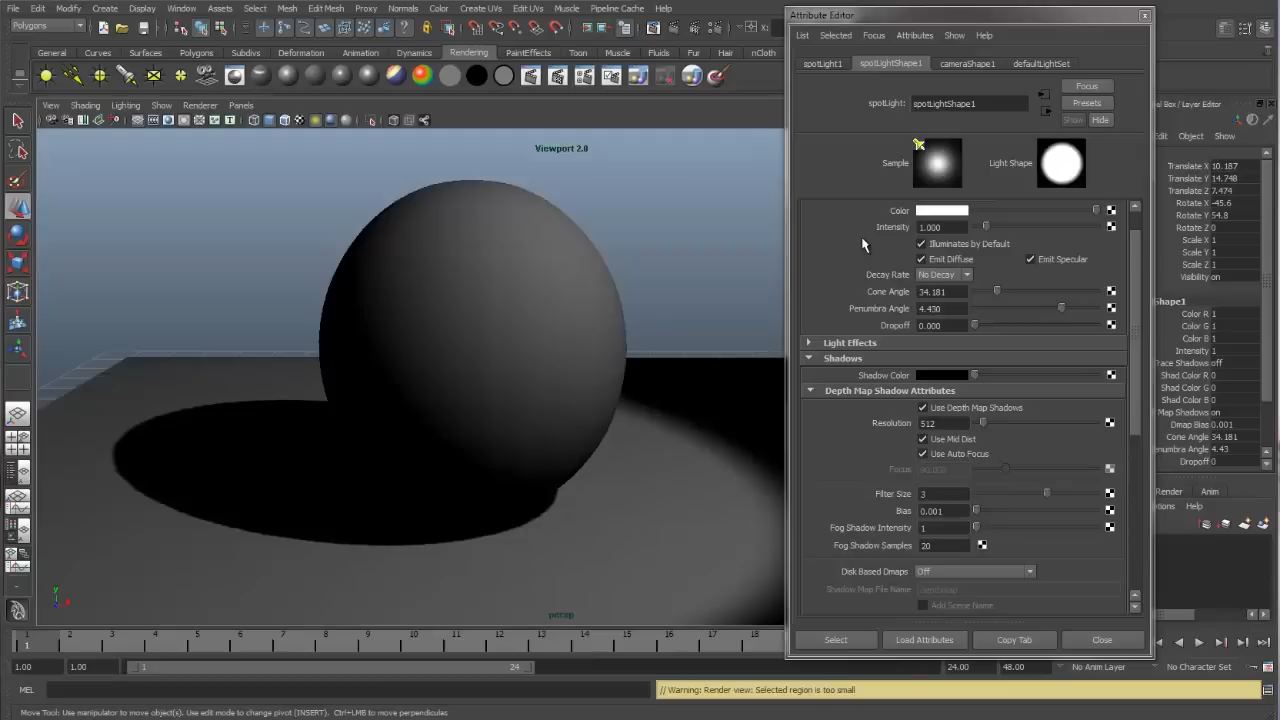 File Edit Modify Create Display Window Assets Select Mesh Edit Mesh Proxy Normals Color Create UVs Edit UVs Muscle Pipeline Cache Help
Polygons
General Curves Surfaces Polygons Subdivs Deformation Animation Dynamics Rendering PaintEffects Toon Muscle Fluids Fur Hair nCloth
View Shading Lighting Show Renderer Panels
Viewport 2.0
persp
Attribute Editor
List Selected Focus Attributes Show Help
spotLight1 spotLightShape1 cameraShape1 defaultLightSet
Focus
spotLight: spotLightShape1 Presets
Show Hide
Sample Light Shape
Color
Intensity 1.000
Illuminates by Default
Emit Diffuse Emit Specular
Decay Rate No Decay
Cone Angle 34.181
Penumbra Angle 4.430
Dropoff 0.000
Light Effects
Shadows
Shadow Color
Depth Map Shadow Attributes
Use Depth Map Shadows
Resolution 512
Use Mid Dist
Use Auto Focus
Focus
Filter Size 3
Bias 0.001
Fog Shadow Intensity 1
Fog Shadow Samples 20
Disk Based Dmaps Off
Shadow Map File Name depthmap
Add Scene Name
Select Load Attributes Copy Tab Close
el Box / Layer Editor
Edit Object Show
Translate X 10.187
Translate Y 14.748
Translate Z 7.474
Rotate X -45.6
Rotate Y 54.8
Rotate Z 0
Scale X 1
Scale Y 1
Scale Z 1
Visibility on
Shape1
Color R 1
Color G 1
Color B 1
Intensity 1
Trace Shadows off
Shad Color R 0
Shad Color G 0
Shad Color B 0
Map Shadows on
Dmap Bias 0.001
Cone Angle 34.181
enumbra Angle 4.43
Dropoff 0
Render Anim
Options Help
1 2 3 4 5 6 7 8 9 10 11 12 13 14 15 16 17 18
1
1.00 1.00 1 24 24.00 48.00 No Anim Layer No Character Set
MEL // Warning: Render view: Selected region is too small
Move Tool: Use manipulator to move object(s). Use edit mode to change pivot (INSERT). Ctrl+LMB to move perpendicular.